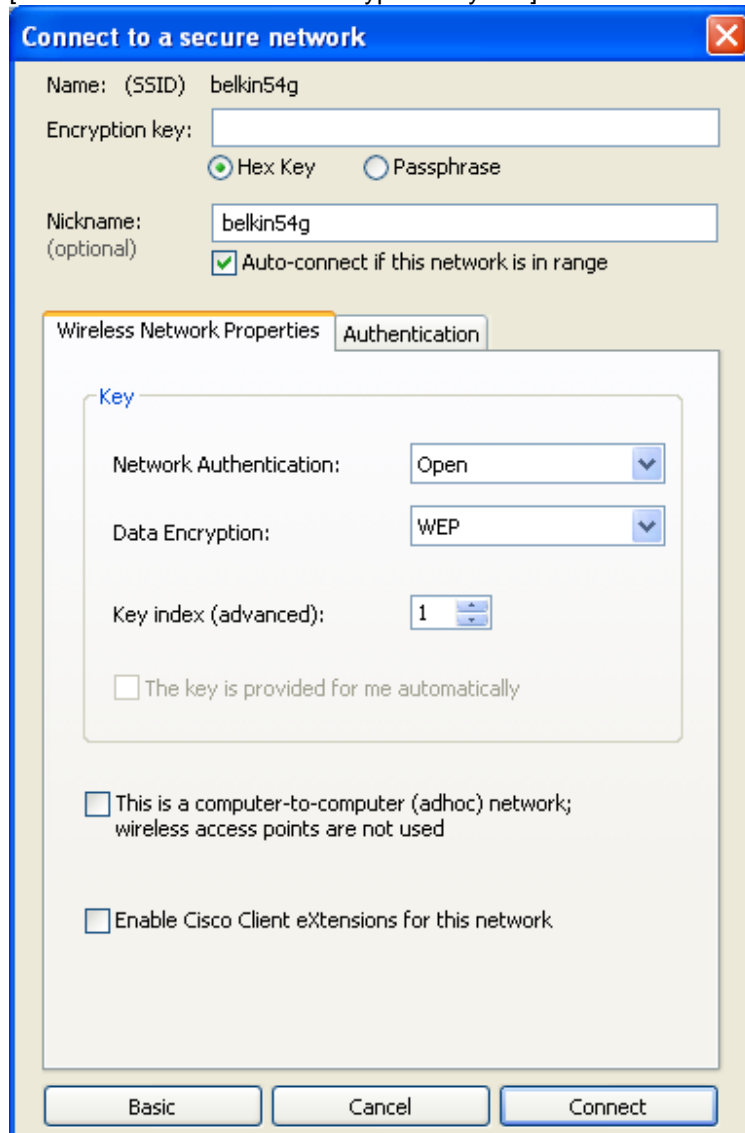 Connect to a secure network
Name: (SSID) belkin54g
Encryption key:
Hex Key Passphrase
Nickname: belkin54g
(optional)
Auto-connect if this network is in range
Wireless Network Properties Authentication
Key
Network Authentication: Open
Data Encryption: WEP
Key index (advanced): 1
The key is provided for me automatically
This is a computer-to-computer (adhoc) network;
wireless access points are not used
Enable Cisco Client eXtensions for this network
Basic Cancel Connect